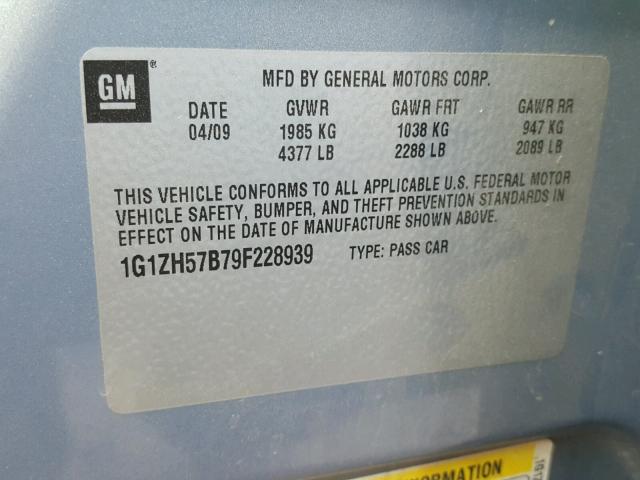 GM ®
MFD BY GENERAL MOTORS CORP.
DATE GVWR GAWR FRT GAWR RR
04/09 1985 KG 1038 KG 947 KG
4377 LB 2288 LB 2089 LB
THIS VEHICLE CONFORMS TO ALL APPLICABLE U.S. FEDERAL MOTOR
VEHICLE SAFETY, BUMPER, AND THEFT PREVENTION STANDARDS IN
EFFECT ON THE DATE OF MANUFACTURE SHOWN ABOVE.
1G1ZH57B79F228939 TYPE: PASS CAR